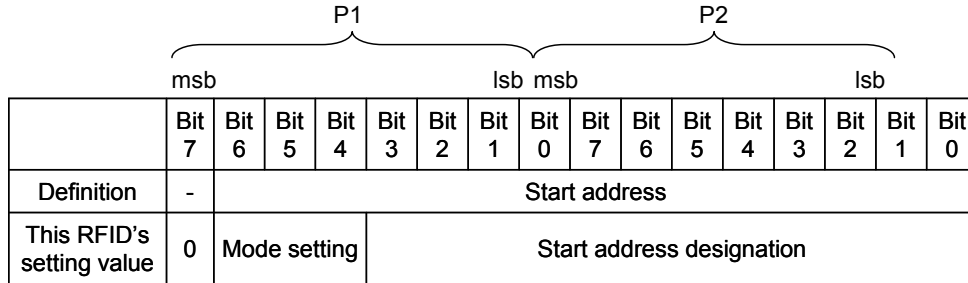 P1 P2
msb lsb msb lsb
Bit 7 Bit 6 Bit 5 Bit 4 Bit 3 Bit 2 Bit 1 Bit 0 Bit 7 Bit 6 Bit 5 Bit 4 Bit 3 Bit 2 Bit 1 Bit 0
Definition - Start address
This RFID's
setting value 0 Mode setting Start address designation